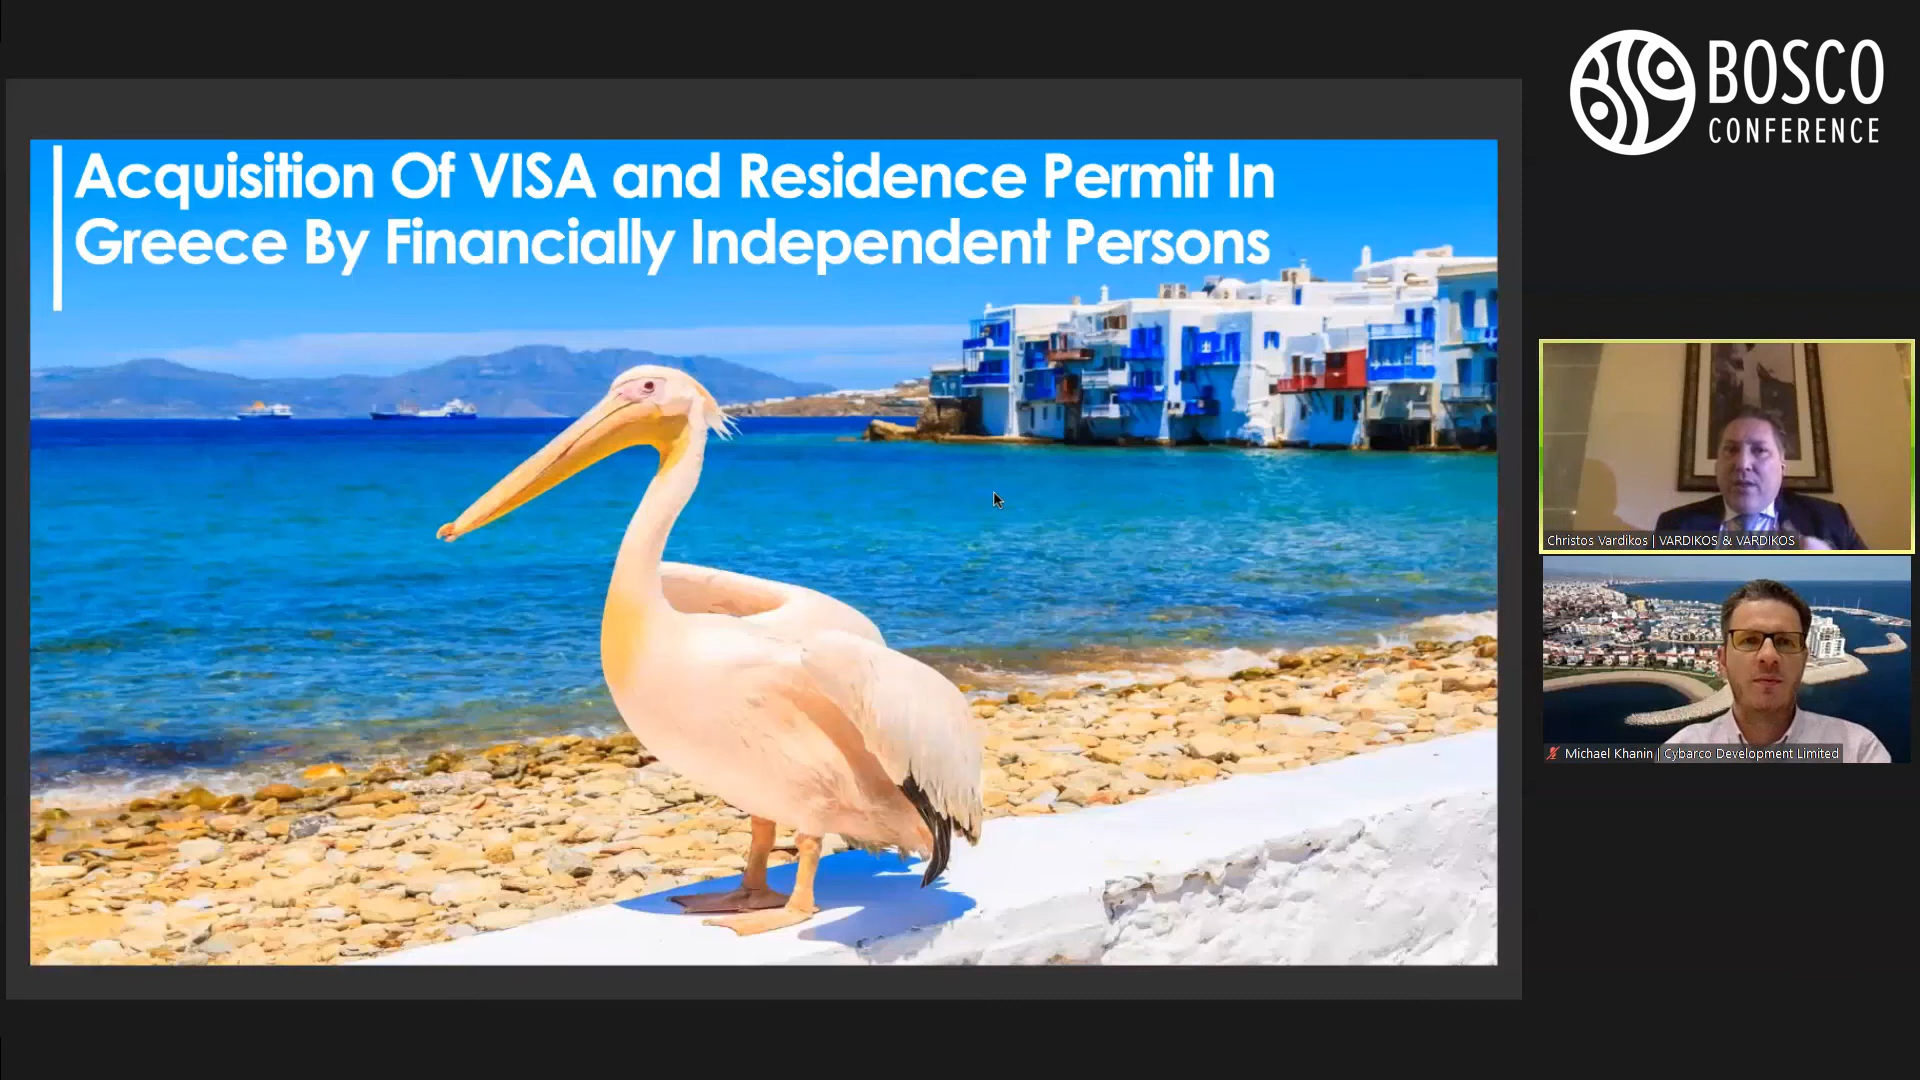 Acquisition Of VISA and Residence Permit In
Greece By Financially Independent Persons
BOSCO
CONFERENCE
Christos Vardikos | VARDIKOS & VARDIKOS
Michael Khanin | Cybarco Development Limited